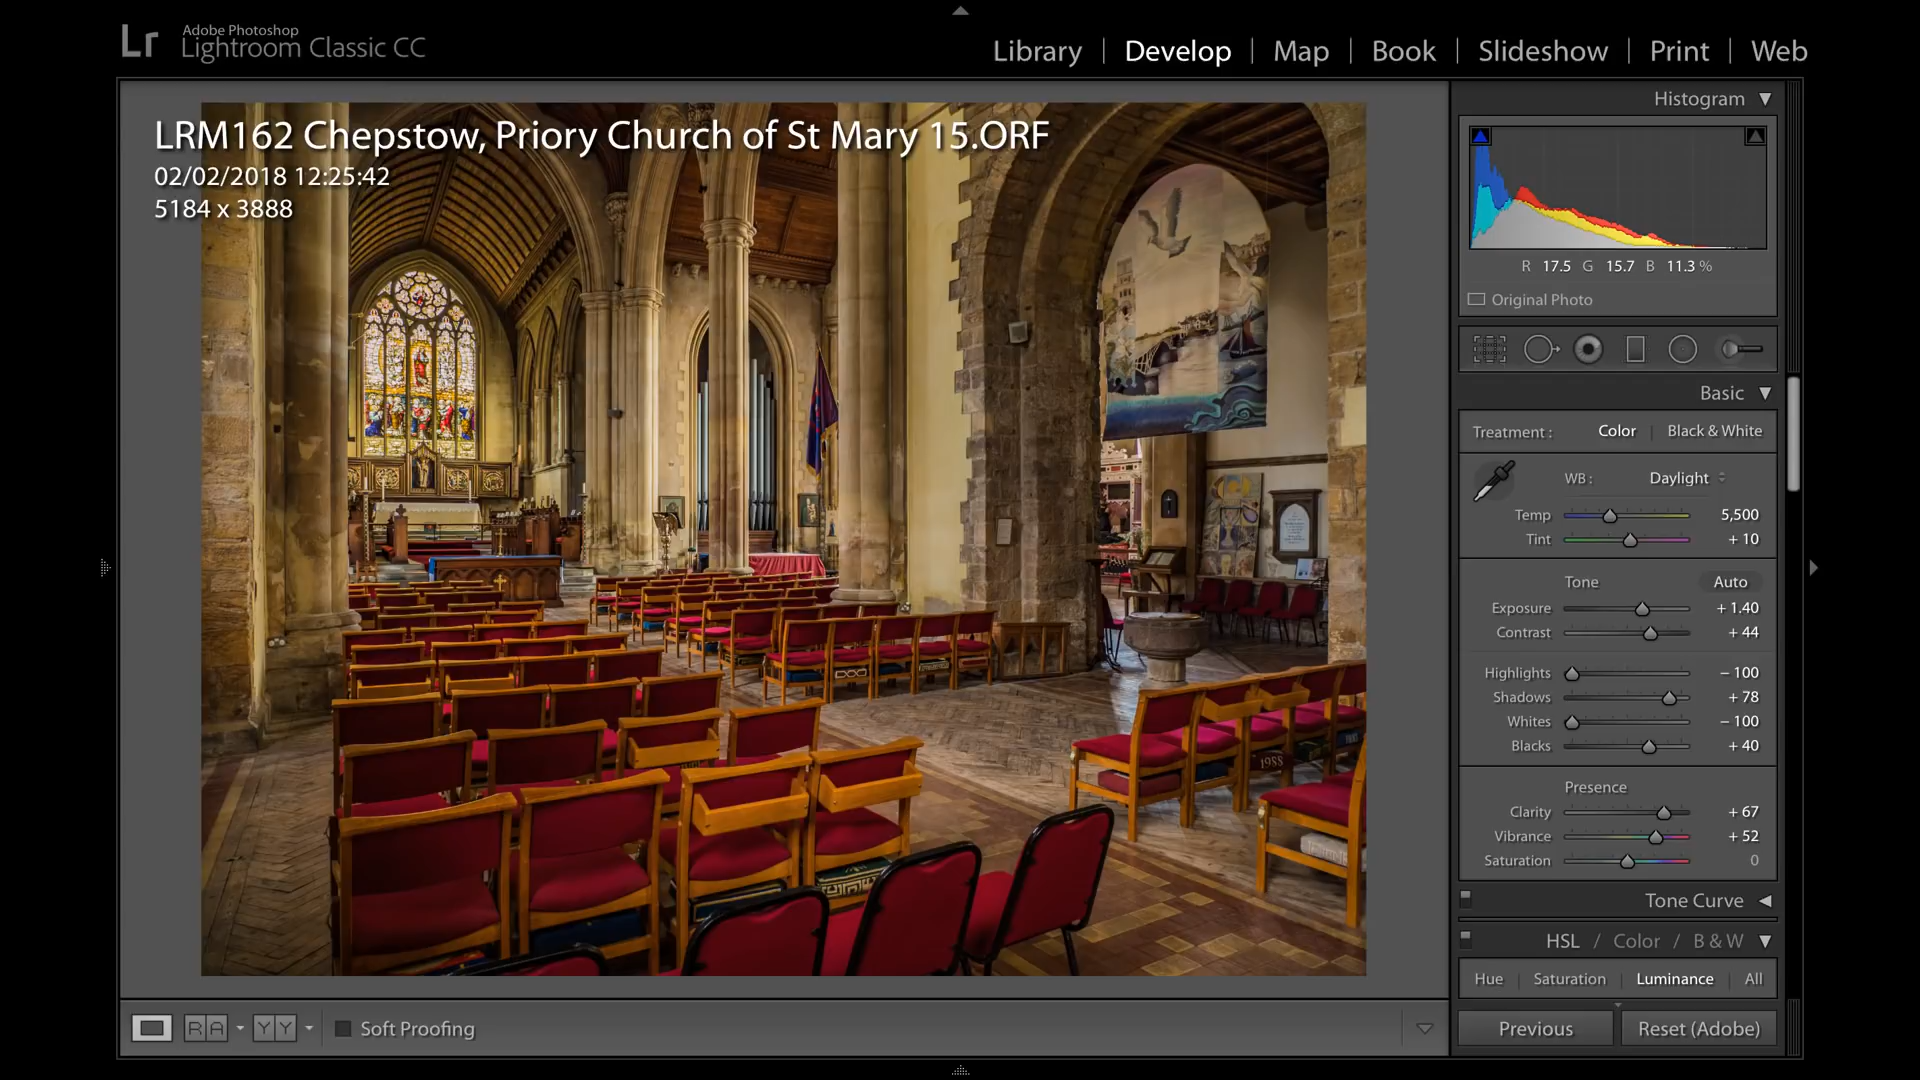 Lr Adobe Photoshop
Lightroom Classic CC
Library | Develop | Map | Book | Slideshow | Print | Web
LRM162 Chepstow, Priory Church of St Mary 15.ORF
02/02/2018 12:25:42
5184 x 3888
1988
Histogram
R 17.5 G 15.7 B 11.3 %
Original Photo
Basic
Treatment : Color | Black & White
WB : Daylight
Temp 5,500
Tint + 10
Tone Auto
Exposure + 1.40
Contrast + 44
Highlights − 100
Shadows + 78
Whites − 100
Blacks + 40
Presence
Clarity + 67
Vibrance + 52
Saturation 0
Tone Curve
HSL / Color / B & W
Hue | Saturation | Luminance | All
Previous Reset (Adobe)
R A Y Y Soft Proofing